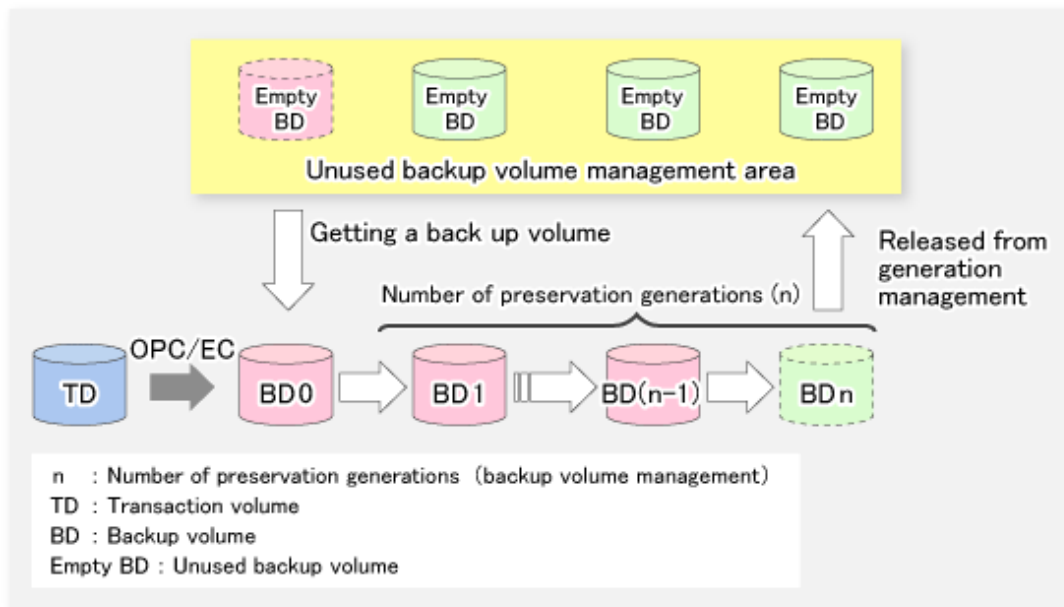 Empty
BD
Empty
BD
Empty
BD
Empty
BD
Unused backup volume management area
Getting a back up volume
Released from
generation
management
Number of preservation generations (n)
OPC/EC
TD
BD0
BD1
BD(n-1)
BDn
n : Number of preservation generations (backup volume management)
TD : Transaction volume
BD : Backup volume
Empty BD : Unused backup volume